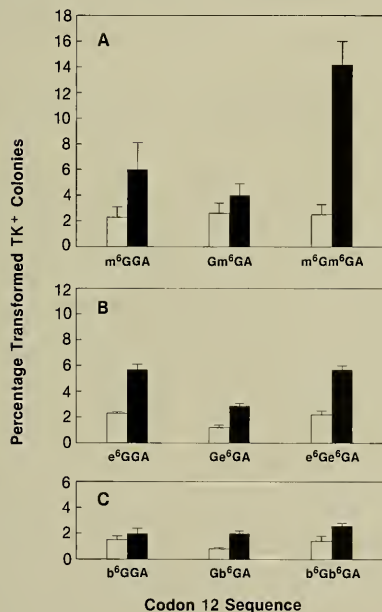 Percentage Transformed TK⁺ Colonies
18
A
16
14
12
10
8
6
4
2
0
m⁶GGA Gm⁶GA m⁶Gm⁶GA
12
B
10
8
6
4
2
0
e⁶GGA Ge⁶GA e⁶Ge⁶GA
6
C
4
2
0
b⁶GGA Gb⁶GA b⁶Gb⁶GA
Codon 12 Sequence